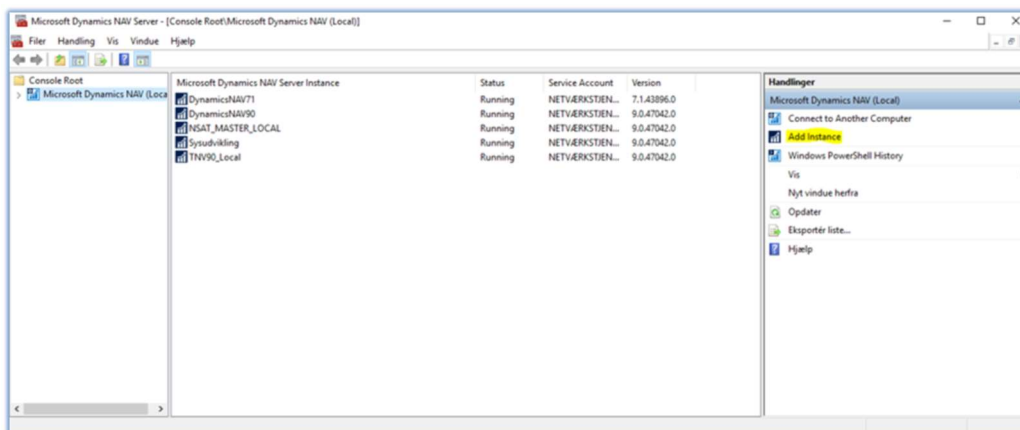 Microsoft Dynamics NAV Server - [Console Root\Microsoft Dynamics NAV (Local)]
Filer Handling Vis Vindue Hjælp
Console Root
Microsoft Dynamics NAV (Loca
Microsoft Dynamics NAV Server Instance Status Service Account Version
DynamicsNAV71 Running NETVÆRKSTJEN... 7.1.43896.0
DynamicsNAV90 Running NETVÆRKSTJEN... 9.0.47042.0
NSAT_MASTER_LOCAL Running NETVÆRKSTJEN... 9.0.47042.0
Sysudvikling Running NETVÆRKSTJEN... 9.0.47042.0
TNV90_Local Running NETVÆRKSTJEN... 9.0.47042.0
Handlinger
Microsoft Dynamics NAV (Local)
Connect to Another Computer
Add Instance
Windows PowerShell History
Vis
Nyt vindue herfra
Opdater
Eksportér liste...
Hjælp